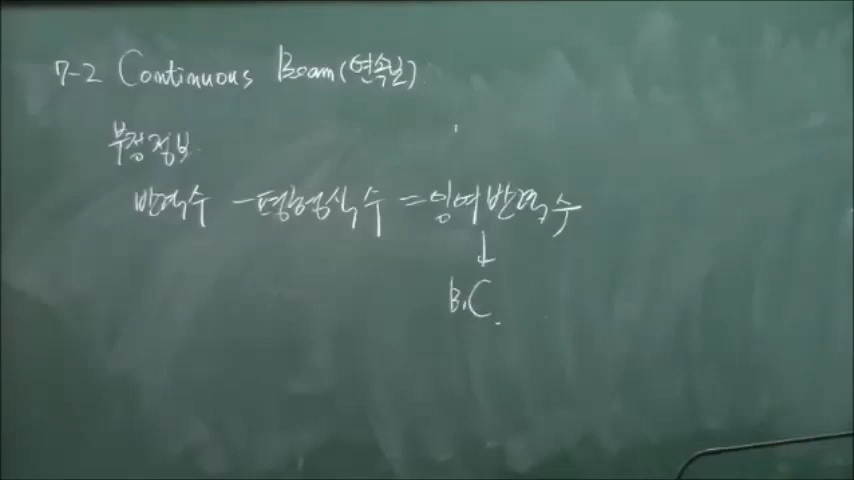 7-2 Continuous Beam(연속보)
부정정보
반력수 - 평형식수 = 잉여반력수
↓
B.C.